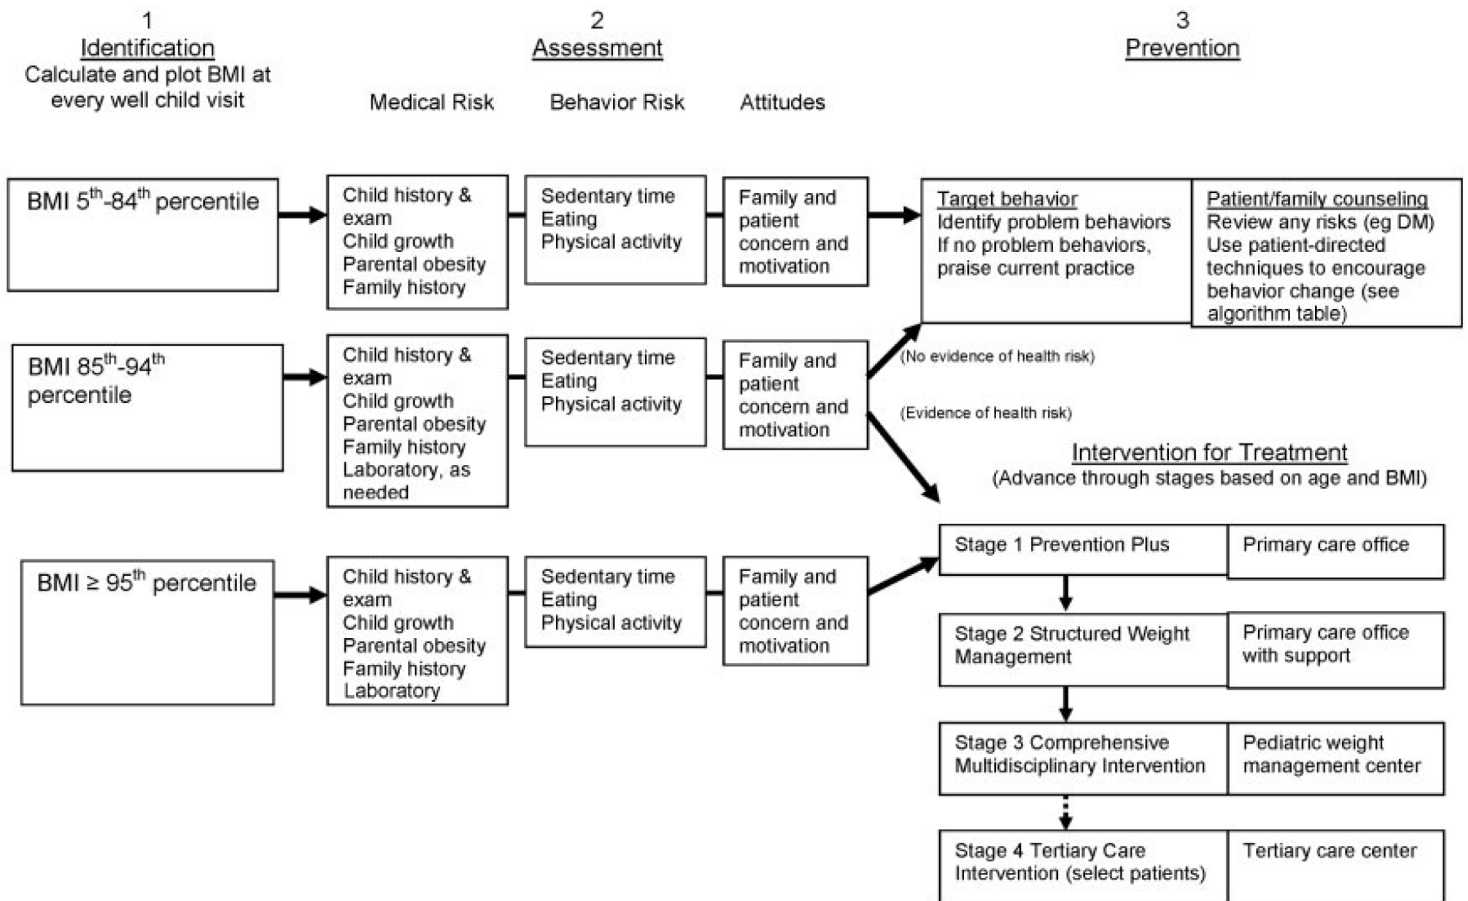 1
Identification
Calculate and plot BMI at
every well child visit
2
Assessment
Medical Risk
Behavior Risk
Attitudes
3
Prevention
BMI 5th-84th percentile
Child history &
exam
Child growth
Parental obesity
Family history
Sedentary time
Eating
Physical activity
Family and
patient
concern and
motivation
Target behavior
Identify problem behaviors
If no problem behaviors,
praise current practice
Patient/family counseling
Review any risks (eg DM)
Use patient-directed
techniques to encourage
behavior change (see
algorithm table)
BMI 85th-94th
percentile
Child history &
exam
Child growth
Parental obesity
Family history
Laboratory, as
needed
Sedentary time
Eating
Physical activity
Family and
patient
concern and
motivation
(No evidence of health risk)
(Evidence of health risk)
Intervention for Treatment
(Advance through stages based on age and BMI)
BMI ≥ 95th percentile
Child history &
exam
Child growth
Parental obesity
Family history
Laboratory
Sedentary time
Eating
Physical activity
Family and
patient
concern and
motivation
Stage 1 Prevention Plus
Primary care office
Stage 2 Structured Weight
Management
Primary care office
with support
Stage 3 Comprehensive
Multidisciplinary Intervention
Pediatric weight
management center
Stage 4 Tertiary Care
Intervention (select patients)
Tertiary care center